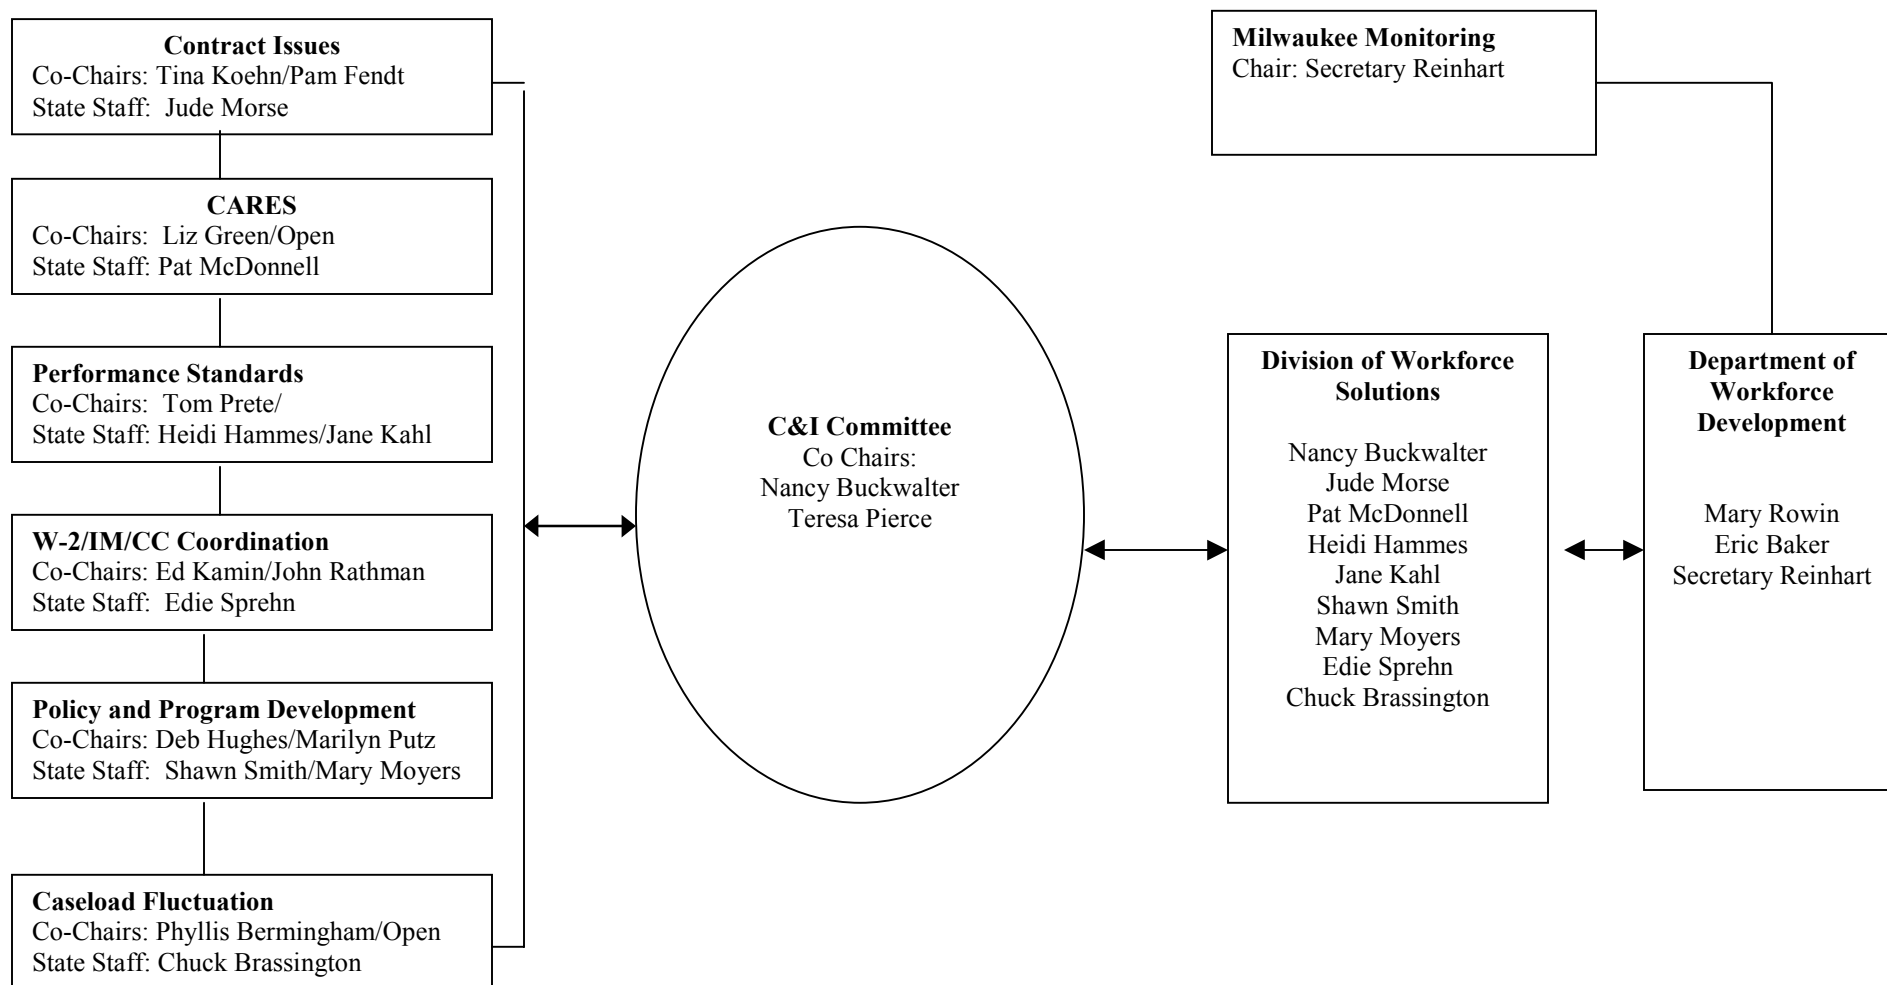 Contract Issues
Co-Chairs: Tina Koehn/Pam Fendt
State Staff: Jude Morse
CARES
Co-Chairs: Liz Green/Open
State Staff: Pat McDonnell
Performance Standards
Co-Chairs: Tom Prete/
State Staff: Heidi Hammes/Jane Kahl
W-2/IM/CC Coordination
Co-Chairs: Ed Kamin/John Rathman
State Staff: Edie Sprehn
Policy and Program Development
Co-Chairs: Deb Hughes/Marilyn Putz
State Staff: Shawn Smith/Mary Moyers
Caseload Fluctuation
Co-Chairs: Phyllis Bermingham/Open
State Staff: Chuck Brassington
C&I Committee
Co Chairs:
Nancy Buckwalter
Teresa Pierce
Milwaukee Monitoring
Chair: Secretary Reinhart
Division of Workforce
Solutions
Nancy Buckwalter
Jude Morse
Pat McDonnell
Heidi Hammes
Jane Kahl
Shawn Smith
Mary Moyers
Edie Sprehn
Chuck Brassington
Department of
Workforce
Development
Mary Rowin
Eric Baker
Secretary Reinhart